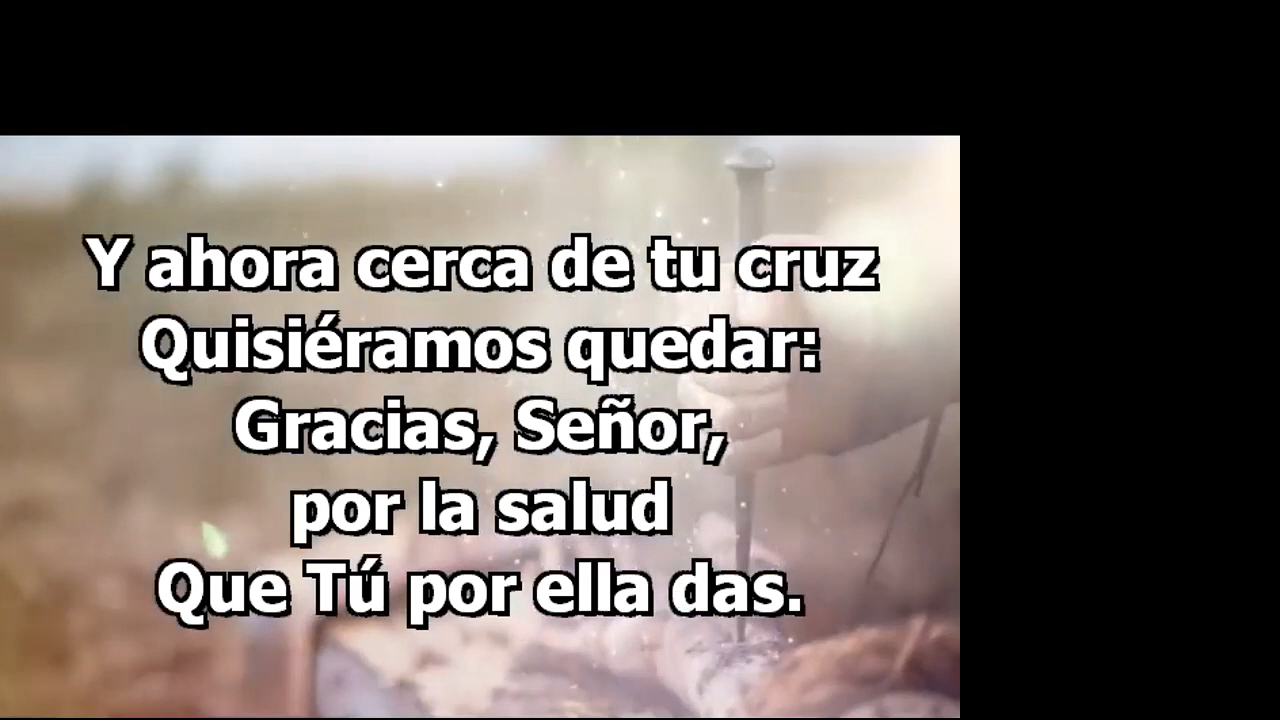 Y ahora cerca de tu cruz
Quisiéramos quedar:
Gracias, Señor,
por la salud
Que Tú por ella das.